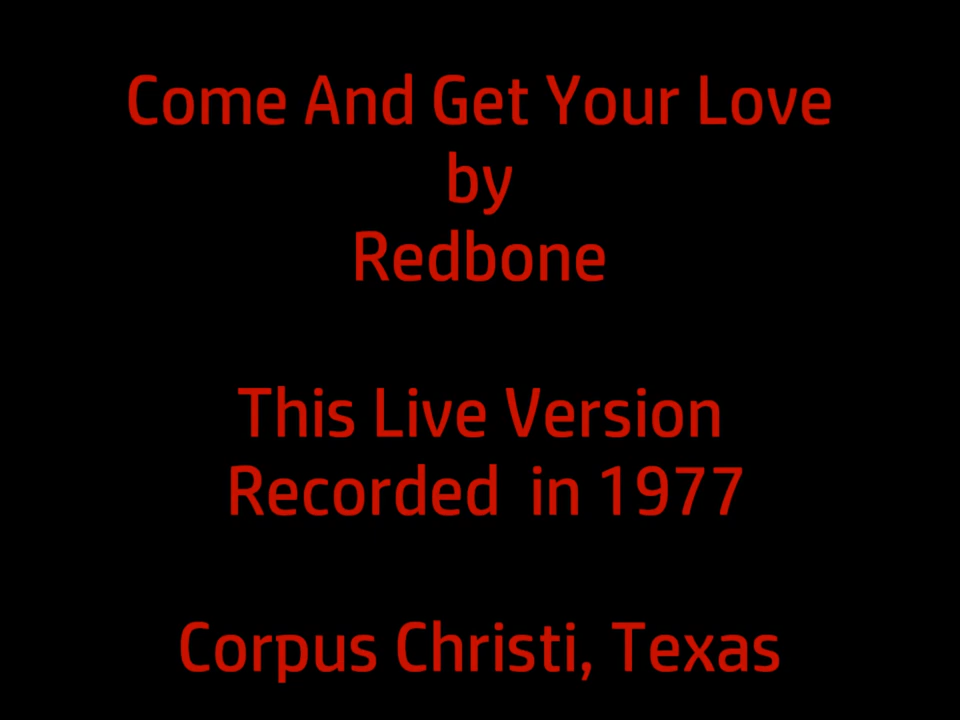 Come And Get Your Love
by
Redbone
This Live Version
Recorded  in 1977
Corpus Christi, Texas